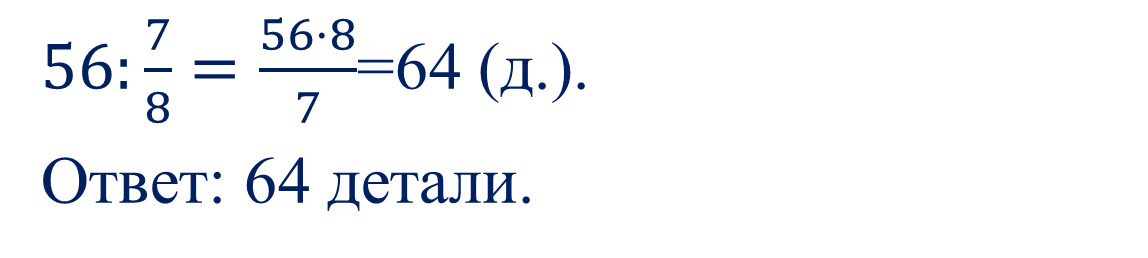 56:7/8 = 56·8/7=64 (д.).
Ответ: 64 детали.